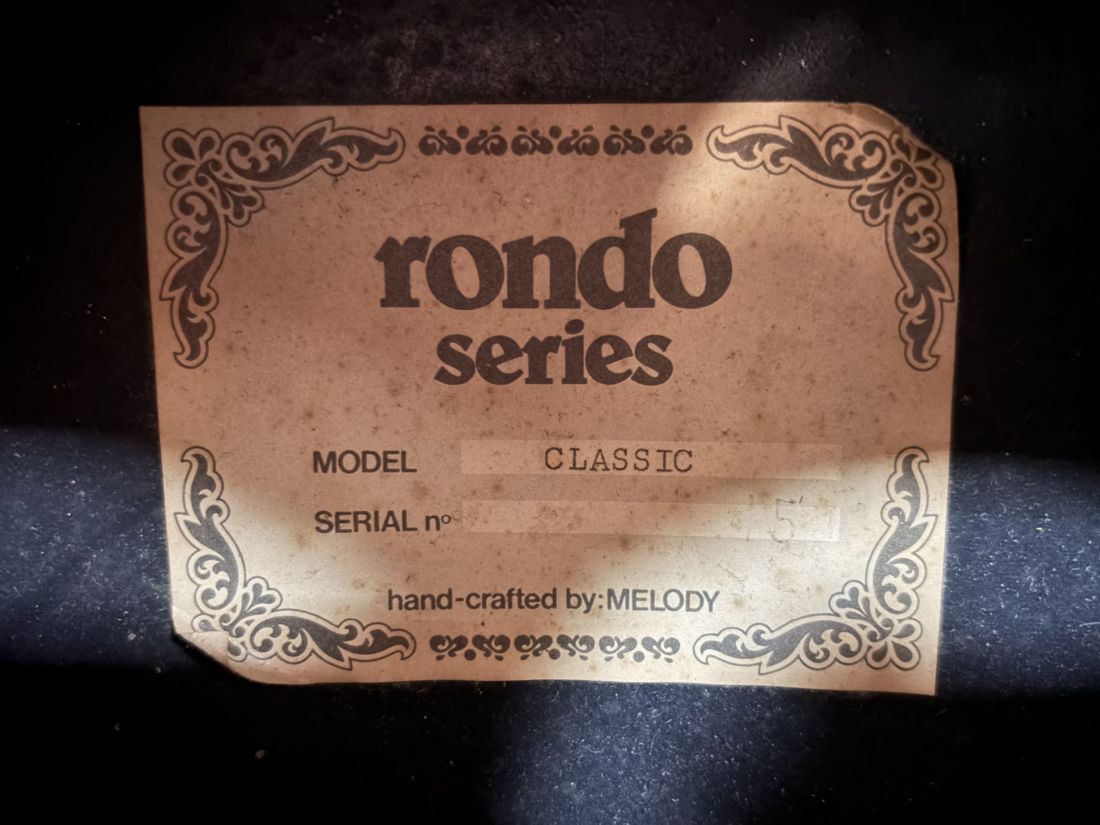 rondo
series
MODEL CLASSIC
SERIAL nº
hand-crafted by: MELODY